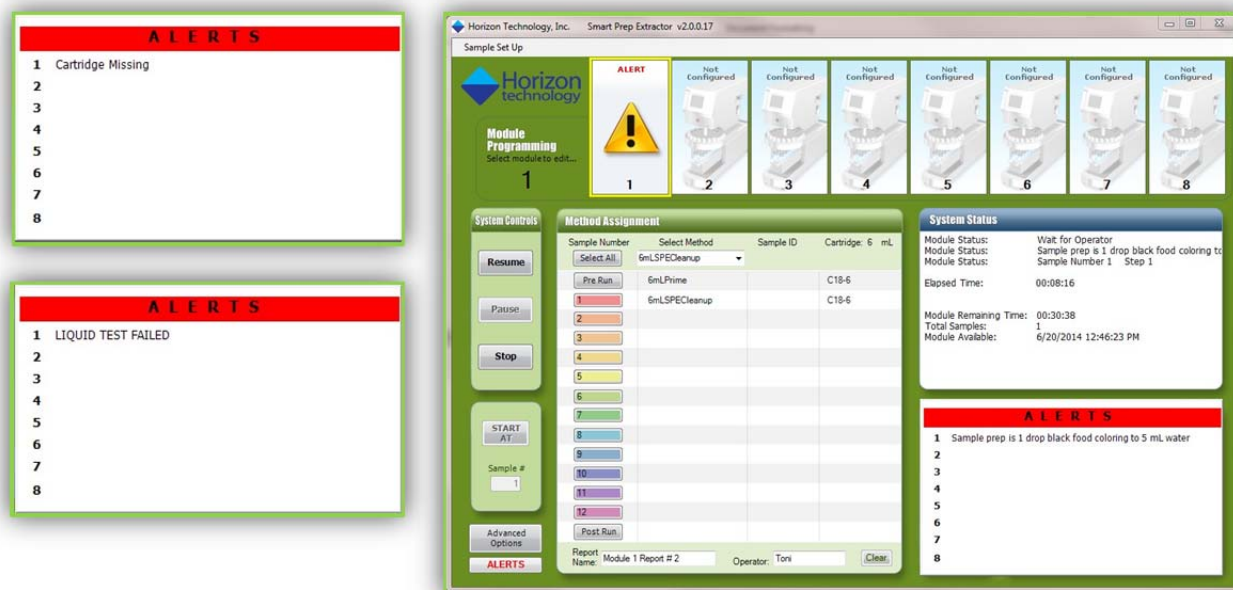 ALERTS
1 Cartridge Missing
2
3
4
5
6
7
8
ALERTS
1 LIQUID TEST FAILED
2
3
4
5
6
7
8
Horizon Technology, Inc. Smart Prep Extractor v2.0.0.17
Sample Set Up
Horizon
technology
Module
Programming
Select module to edit...
1
ALERT
1
Not
Configured
2
Not
Configured
3
Not
Configured
4
Not
Configured
5
Not
Configured
6
Not
Configured
7
Not
Configured
8
System Controls
Resume
Pause
Stop
START
AT
Sample #
1
Advanced
Options
ALERTS
Method Assignment
Sample Number Select Method Sample ID Cartridge: 6 mL
Select All 6mLSPECleanup
Pre Run 6mLPrime C18-6
1 6mLSPECleanup C18-6
2
3
4
5
6
7
8
9
10
11
12
Post Run
Report
Name: Module 1 Report # 2 Operator: Toni Clear
System Status
Module Status: Wait for Operator
Module Status: Sample prep is 1 drop black food coloring to
Module Status: Sample Number 1 Step 1
Elapsed Time: 00:08:16
Module Remaining Time: 00:30:38
Total Samples: 1
Module Available: 6/20/2014 12:46:23 PM
ALERTS
1 Sample prep is 1 drop black food coloring to 5 mL water
2
3
4
5
6
7
8